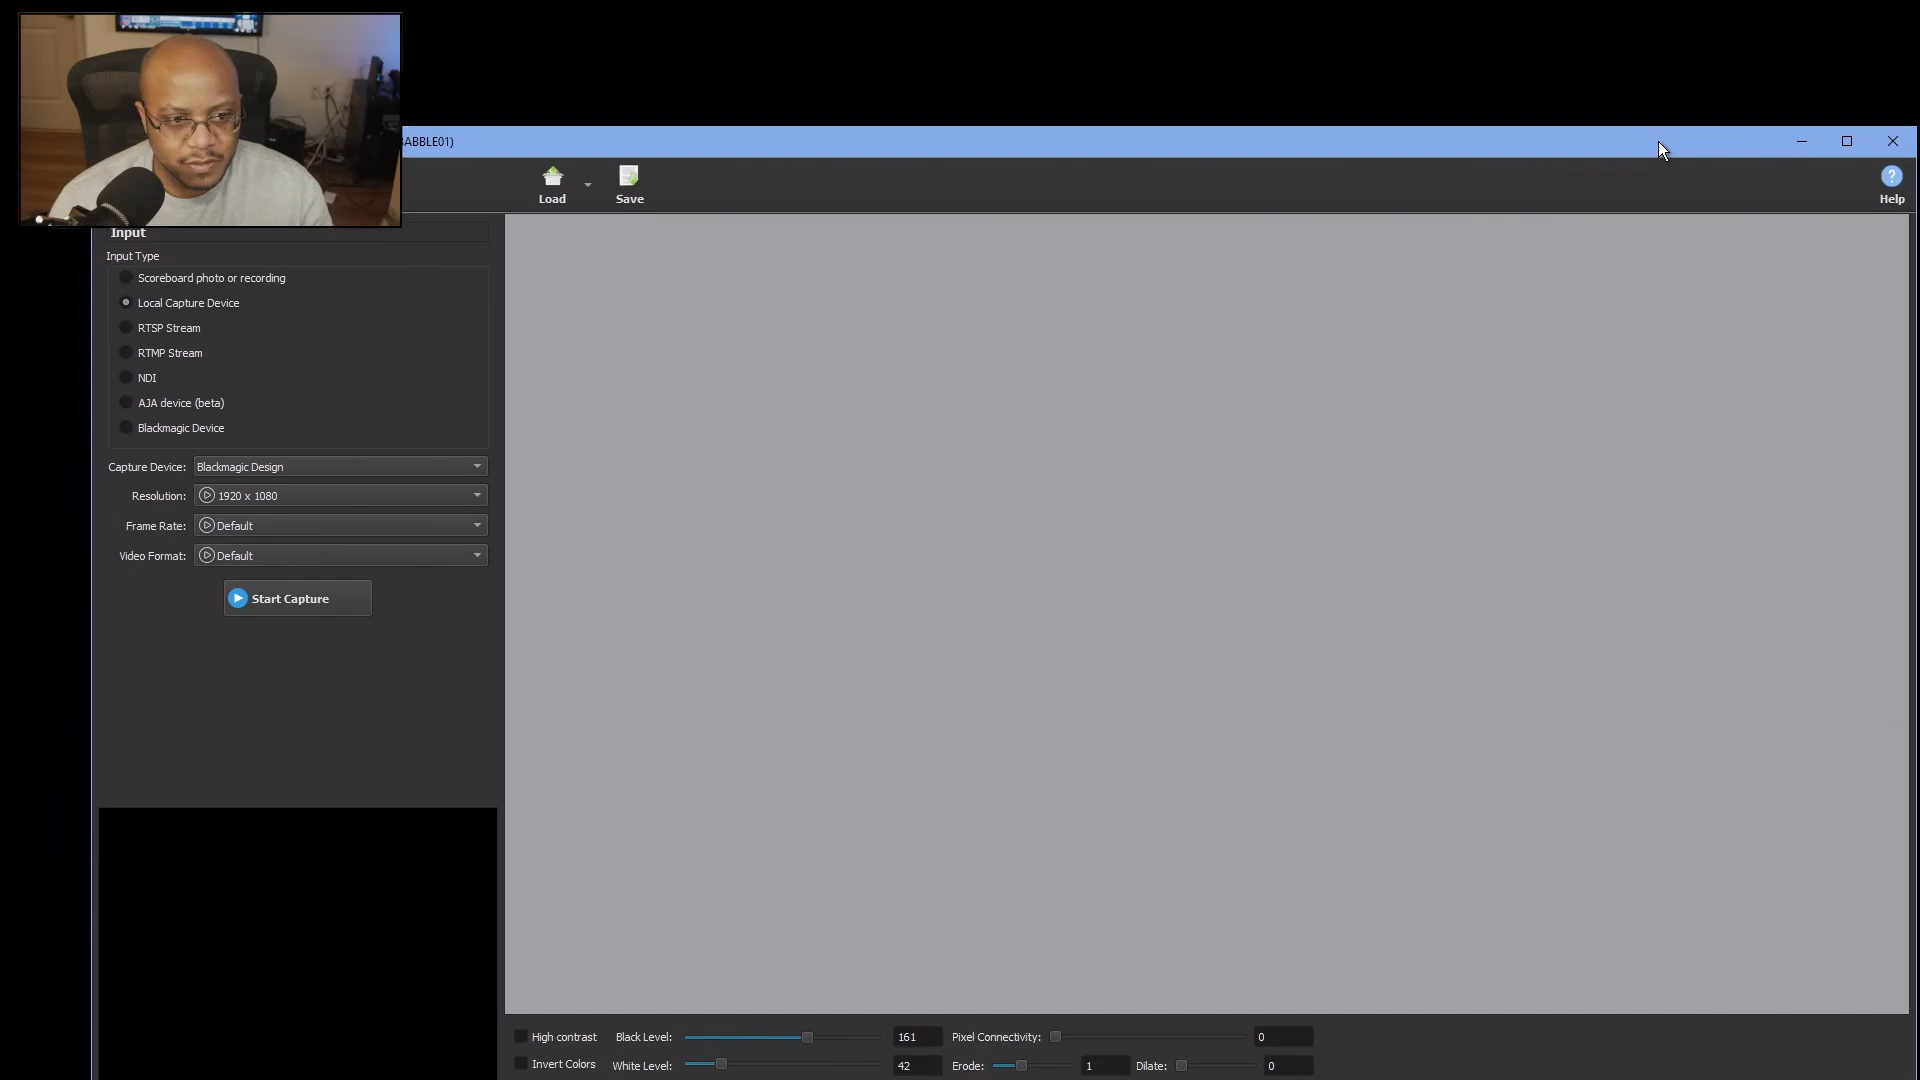 ABBLE01)
Load
Save
Help
Input
Input Type
Scoreboard photo or recording
Local Capture Device
RTSP Stream
RTMP Stream
NDI
AJA device (beta)
Blackmagic Device
Capture Device: Blackmagic Design
Resolution: 1920 x 1080
Frame Rate: Default
Video Format: Default
Start Capture
High contrast Black Level: 161 Pixel Connectivity: 0
Invert Colors White Level: 42 Erode: 1 Dilate: 0